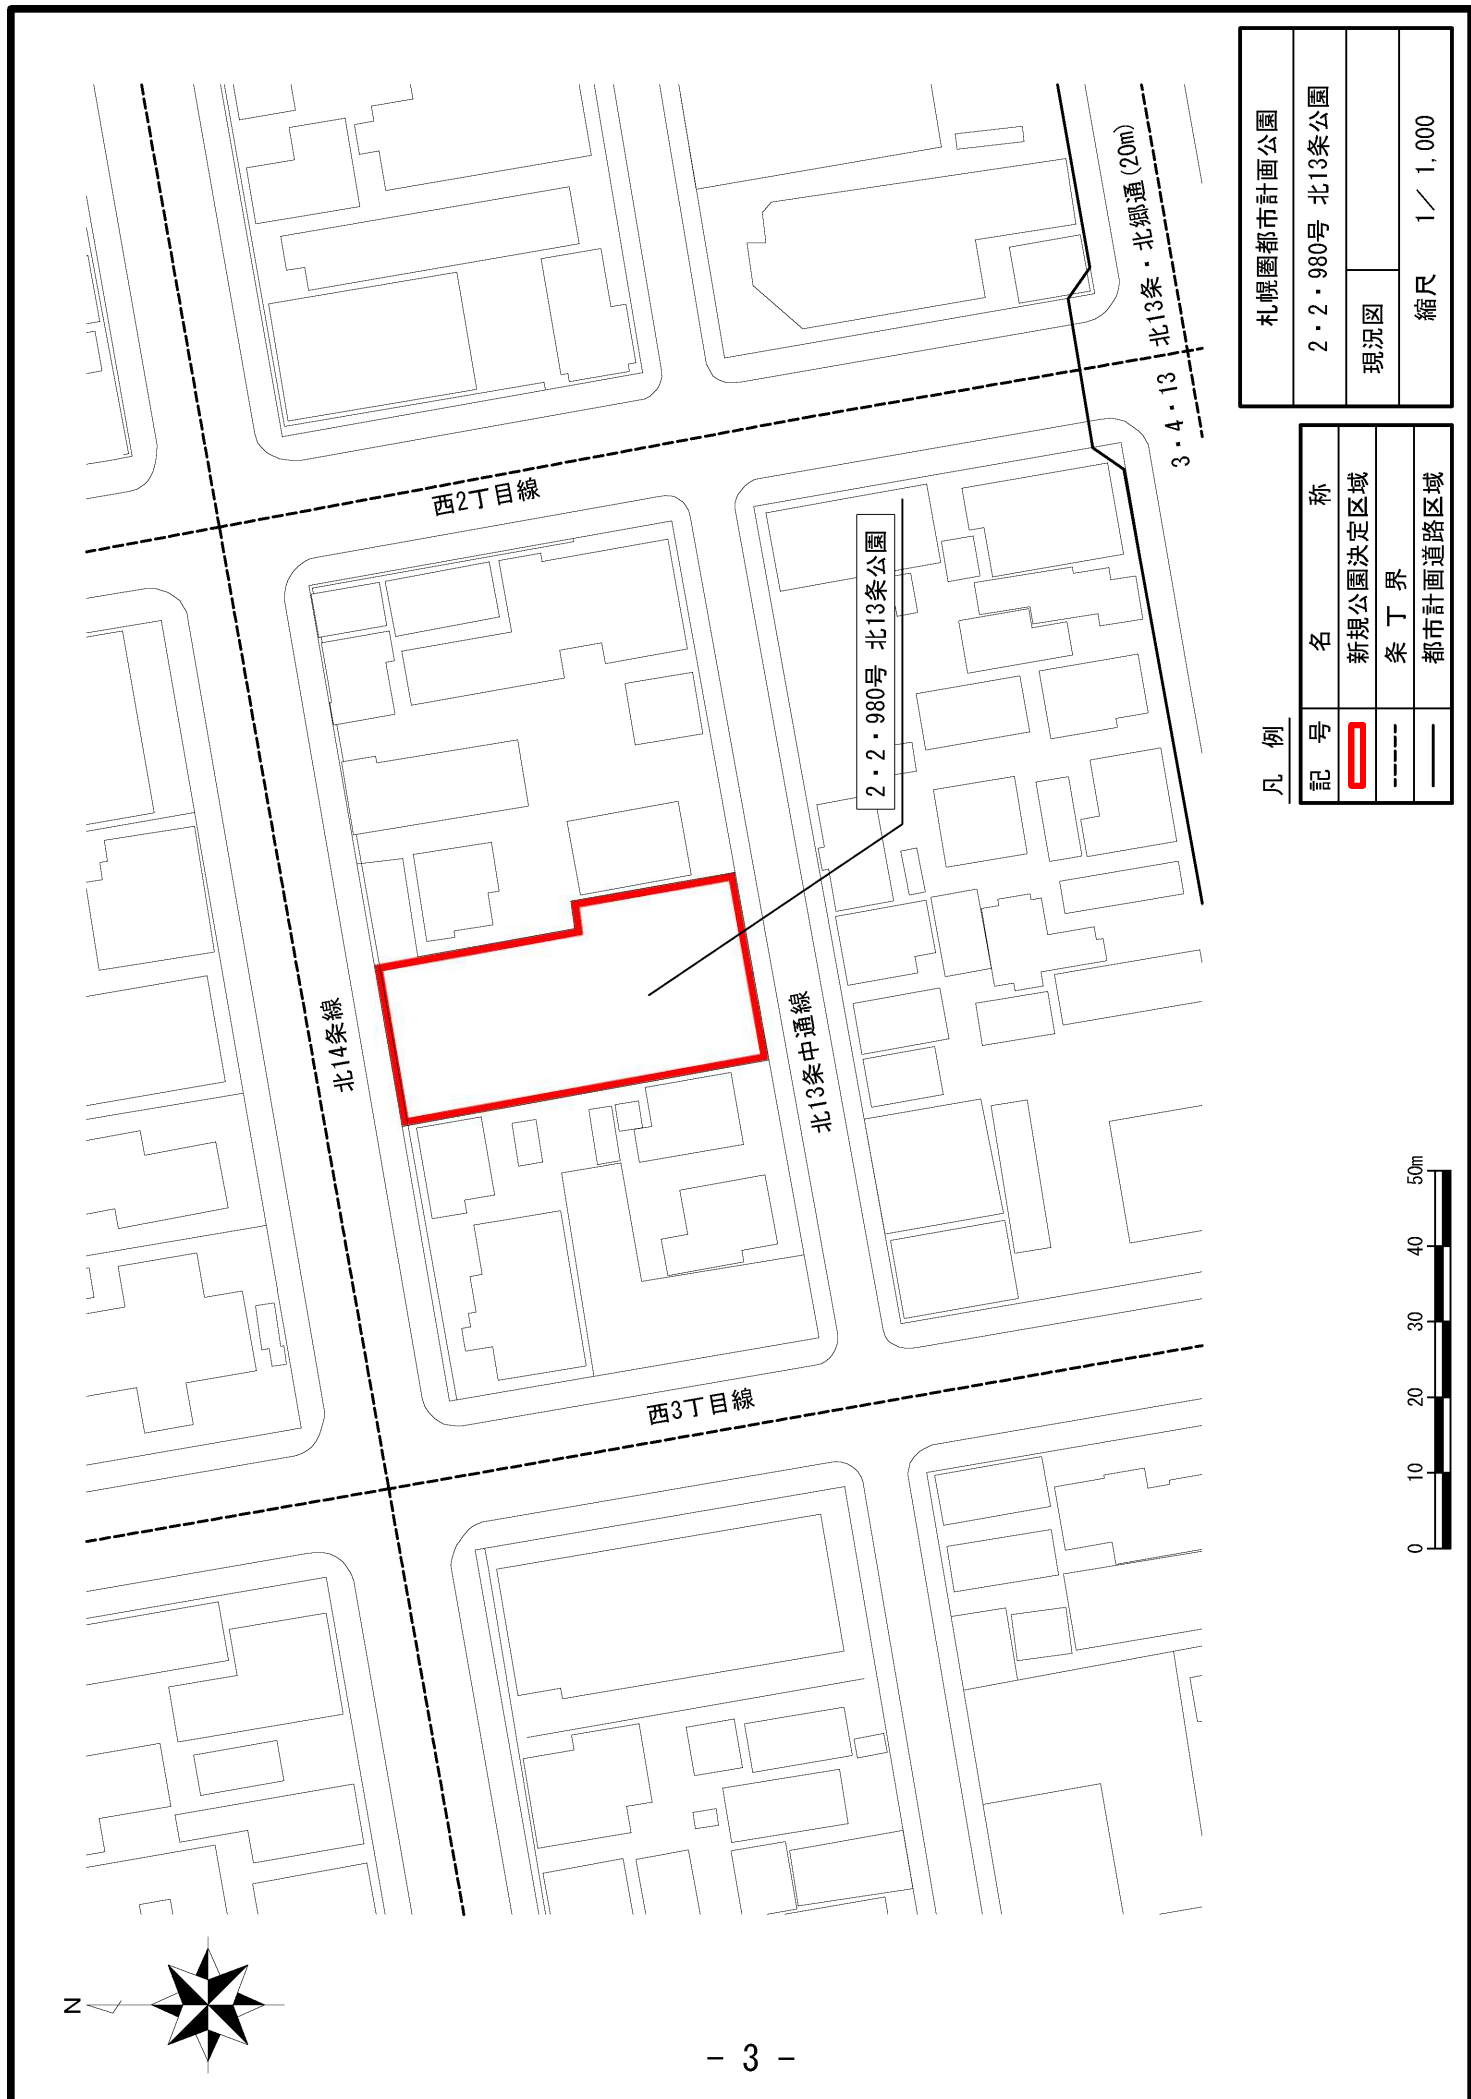 札幌圏都市計画公園
2・2・980号 北13条公園
現況図
縮尺 1／1,000
凡例
記号 名称
新規公園決定区域
条丁界
都市計画道路区域
N
北14条線
西2丁目線
2・2・980号 北13条公園
北13条中通線
西3丁目線
3・4・13 北13条・北郷通(20m)
0 10 20 30 40 50m
- 3 -